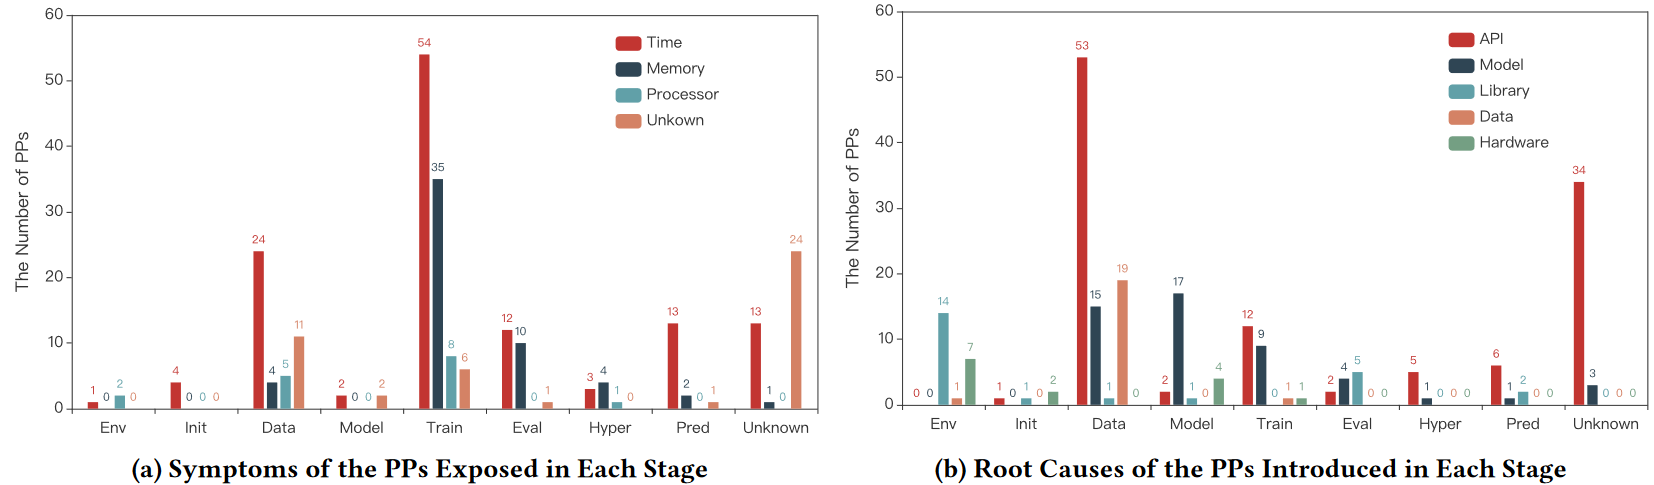 60
50
40
30
20
10
0
The Number of PPs
Time
Memory
Processor
Unkown
1 0 2 0
4 0 0 0
24 4 5 11
2 0 0 2
54 35 8 6
12 10 0 1
3 4 1 0
13 2 0 1
13 1 0 24
Env Init Data Model Train Eval Hyper Pred Unknown
(a) Symptoms of the PPs Exposed in Each Stage
60
50
40
30
20
10
0
The Number of PPs
API
Model
Library
Data
Hardware
0 0 14 1 7
1 0 1 0 2
53 15 1 19 0
2 17 1 0 4
12 9 0 1 1
2 4 5 0 0
5 1 0 0 0
6 1 2 0 0
34 3 0 0 0
Env Init Data Model Train Eval Hyper Pred Unknown
(b) Root Causes of the PPs Introduced in Each Stage